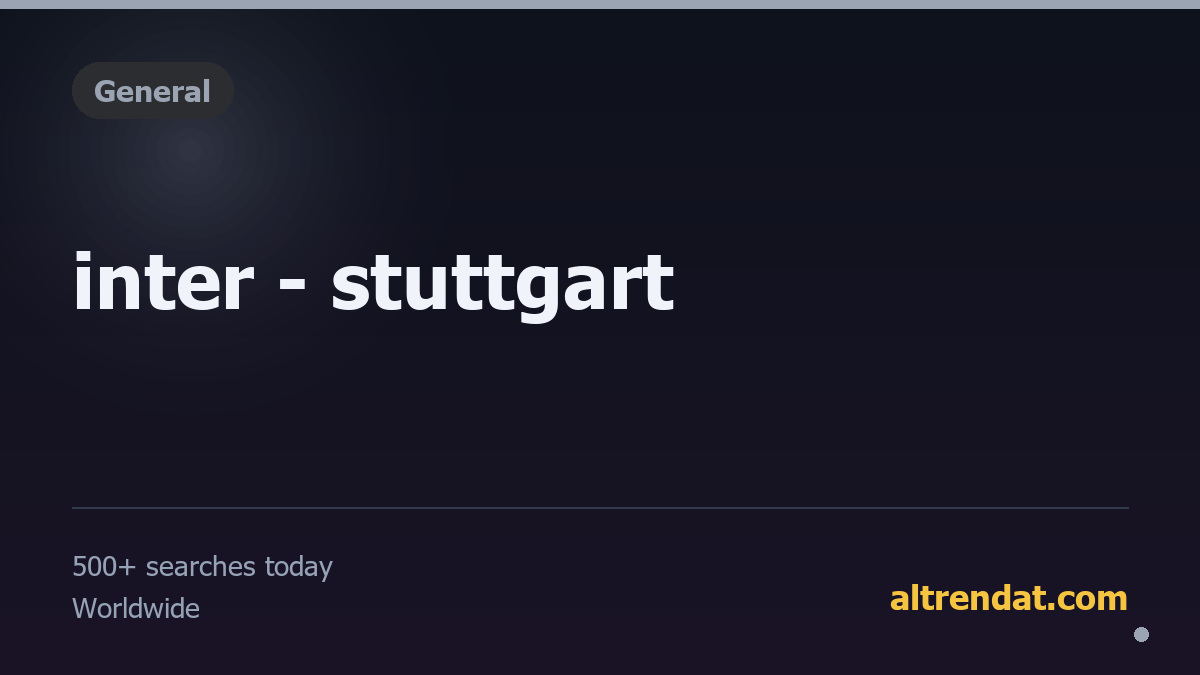 General
inter - stuttgart
500+ searches today
Worldwide
altrendat.com